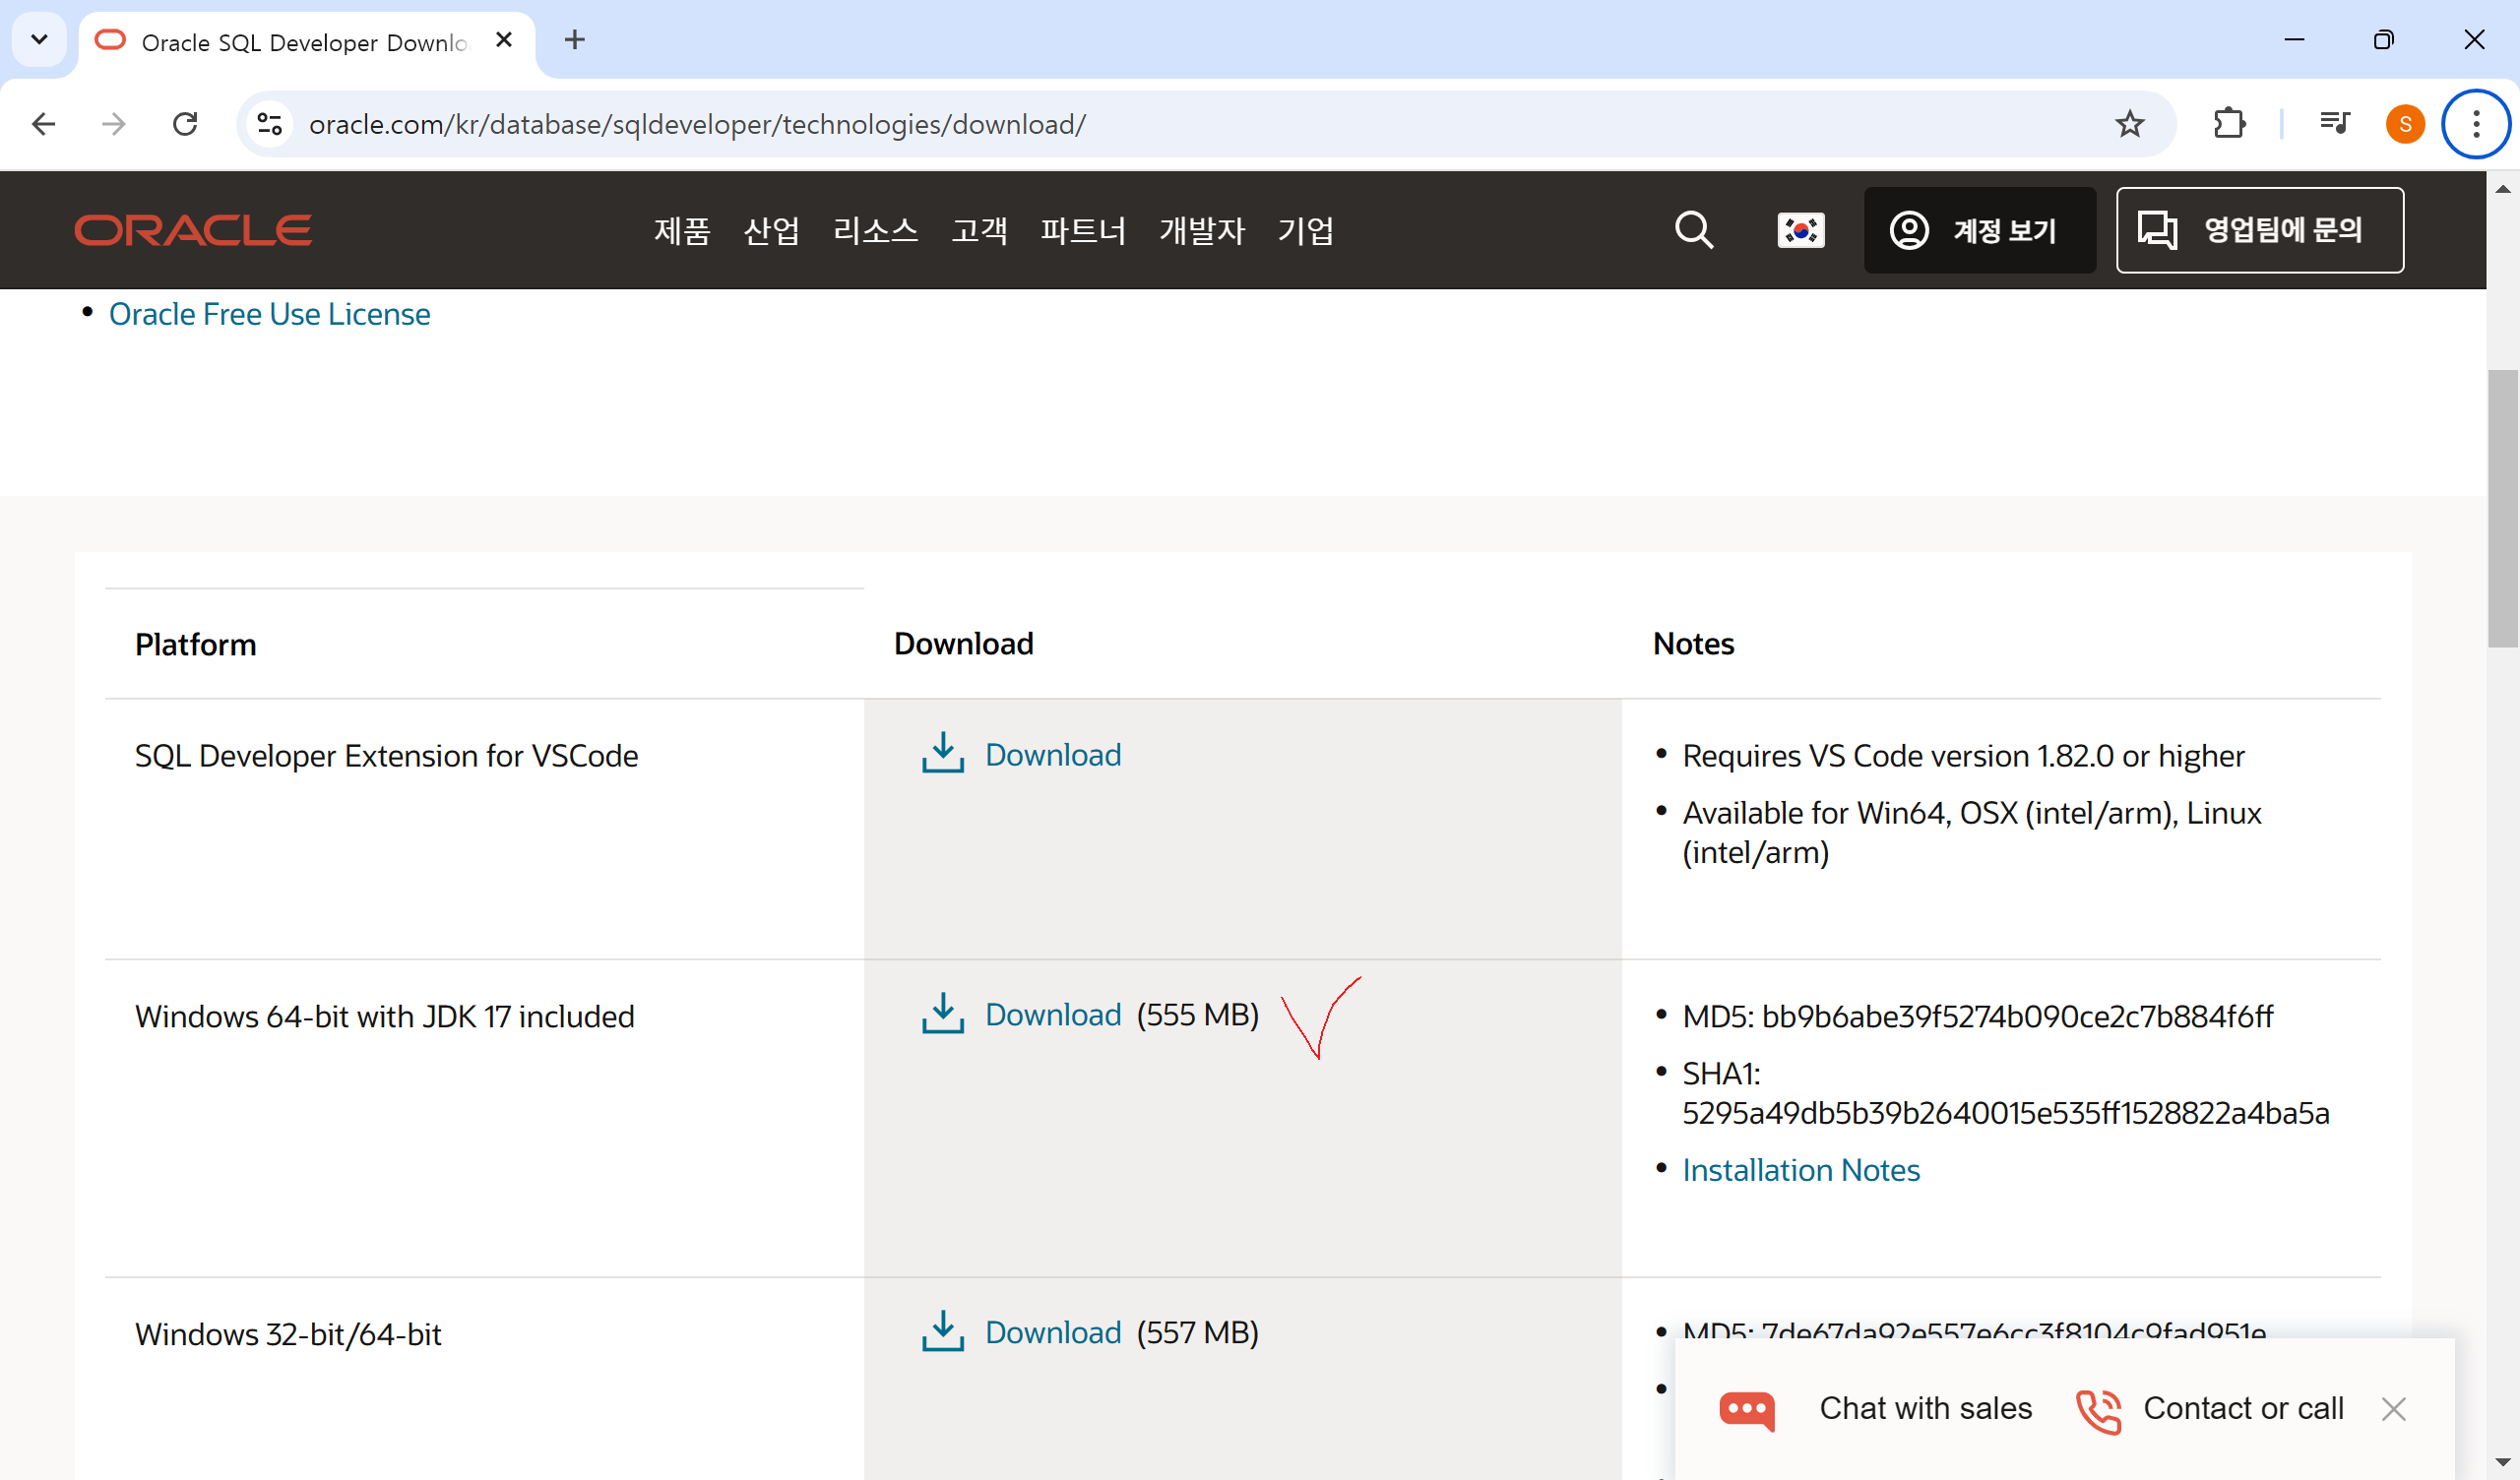 Oracle SQL Developer Downlo
oracle.com/kr/database/sqldeveloper/technologies/download/
S
ORACLE
제품 산업 리소스 고객 파트너 개발자 기업
계정 보기
영업팀에 문의
• Oracle Free Use License
Platform Download Notes
SQL Developer Extension for VSCode
Download
• Requires VS Code version 1.82.0 or higher
• Available for Win64, OSX (intel/arm), Linux
(intel/arm)
Windows 64-bit with JDK 17 included
Download (555 MB)
• MD5: bb9b6abe39f5274b090ce2c7b884f6ff
• SHA1:
5295a49db5b39b2640015e535ff1528822a4ba5a
• Installation Notes
Windows 32-bit/64-bit
Download (557 MB)
• MD5: 7de67da92e557e6cc3f8104c9fad951e
Chat with sales
Contact or call